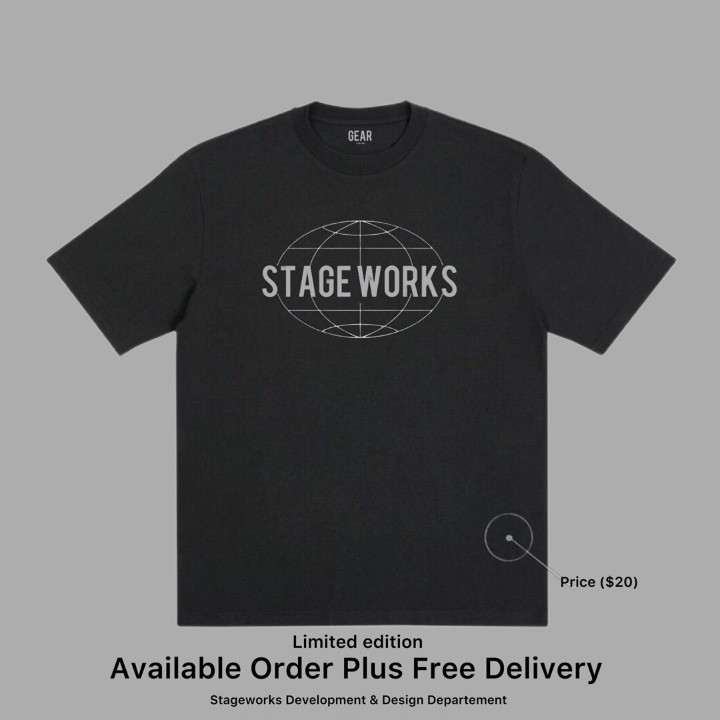 GEAR
STAGE WORKS
Price ($20)
Limited edition
Available Order Plus Free Delivery
Stageworks Development & Design Departement